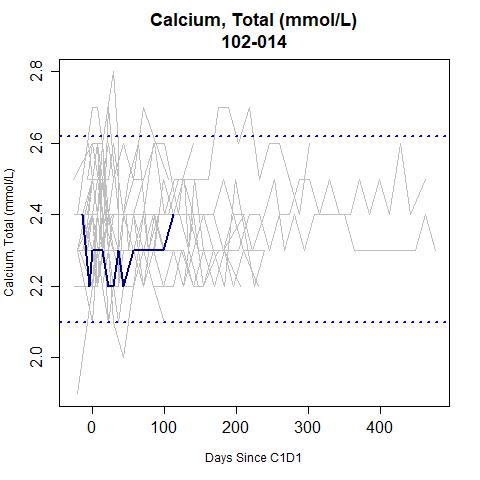 Calcium, Total (mmol/L)
102-014
Calcium, Total (mmol/L)
2.8
2.6
2.4
2.2
2.0
0 100 200 300 400
Days Since C1D1